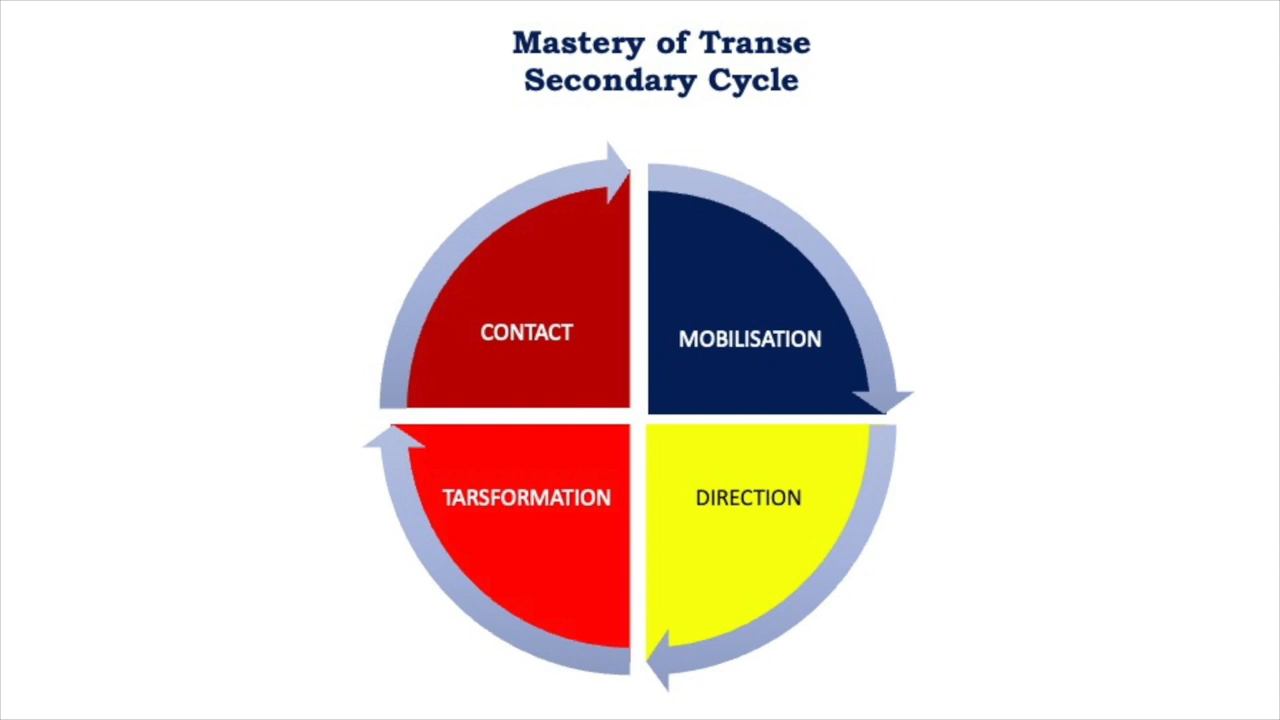 Mastery of Transe
Secondary Cycle
CONTACT
MOBILISATION
TARSFORMATION
DIRECTION